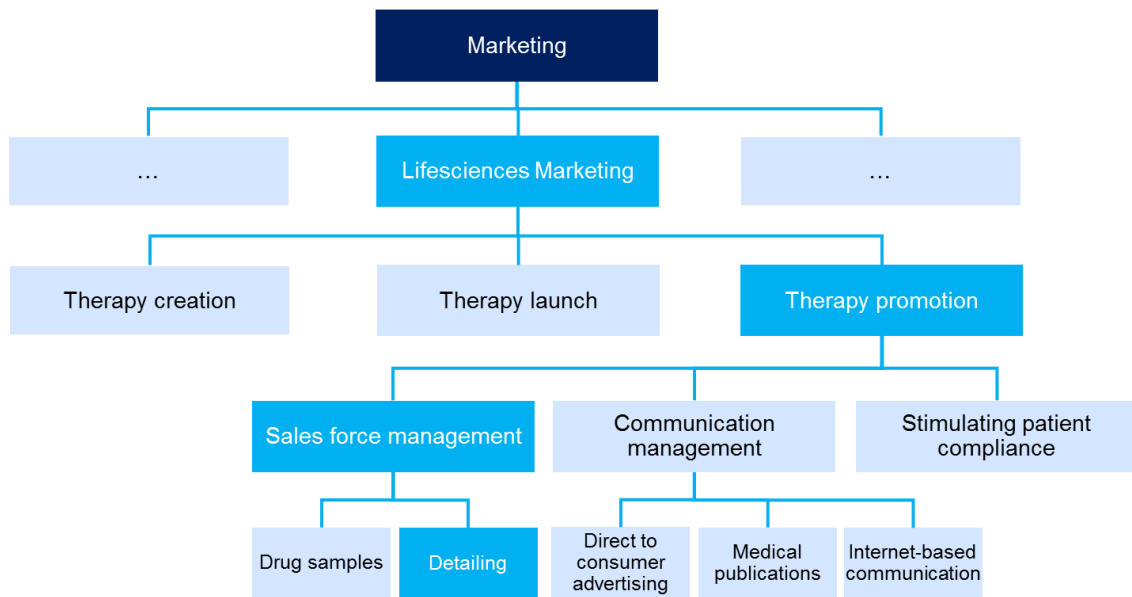 Marketing
…
Lifesciences Marketing
…
Therapy creation
Therapy launch
Therapy promotion
Sales force management
Communication
management
Stimulating patient
compliance
Drug samples
Detailing
Direct to
consumer
advertising
Medical
publications
Internet-based
communication